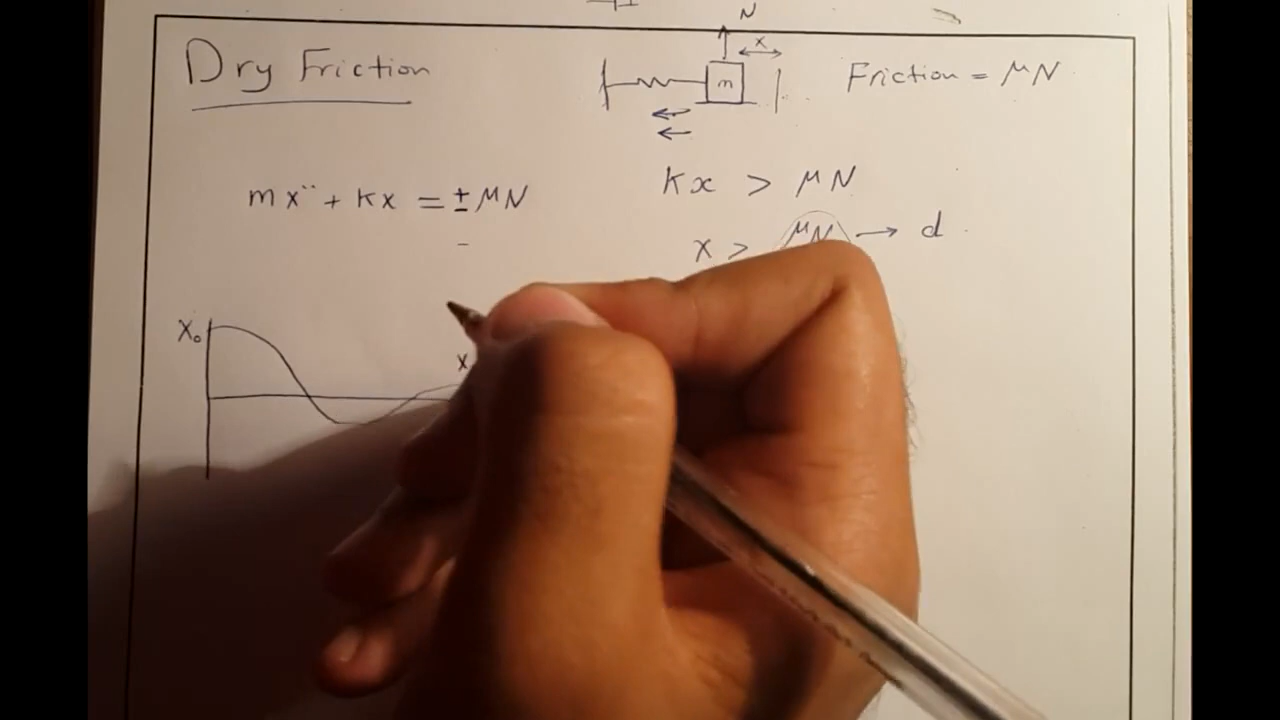 N
Dry Friction
x
m
Friction = μN
mẍ + kx = ± μN
kx > μN
x > μN → d
X₀
x